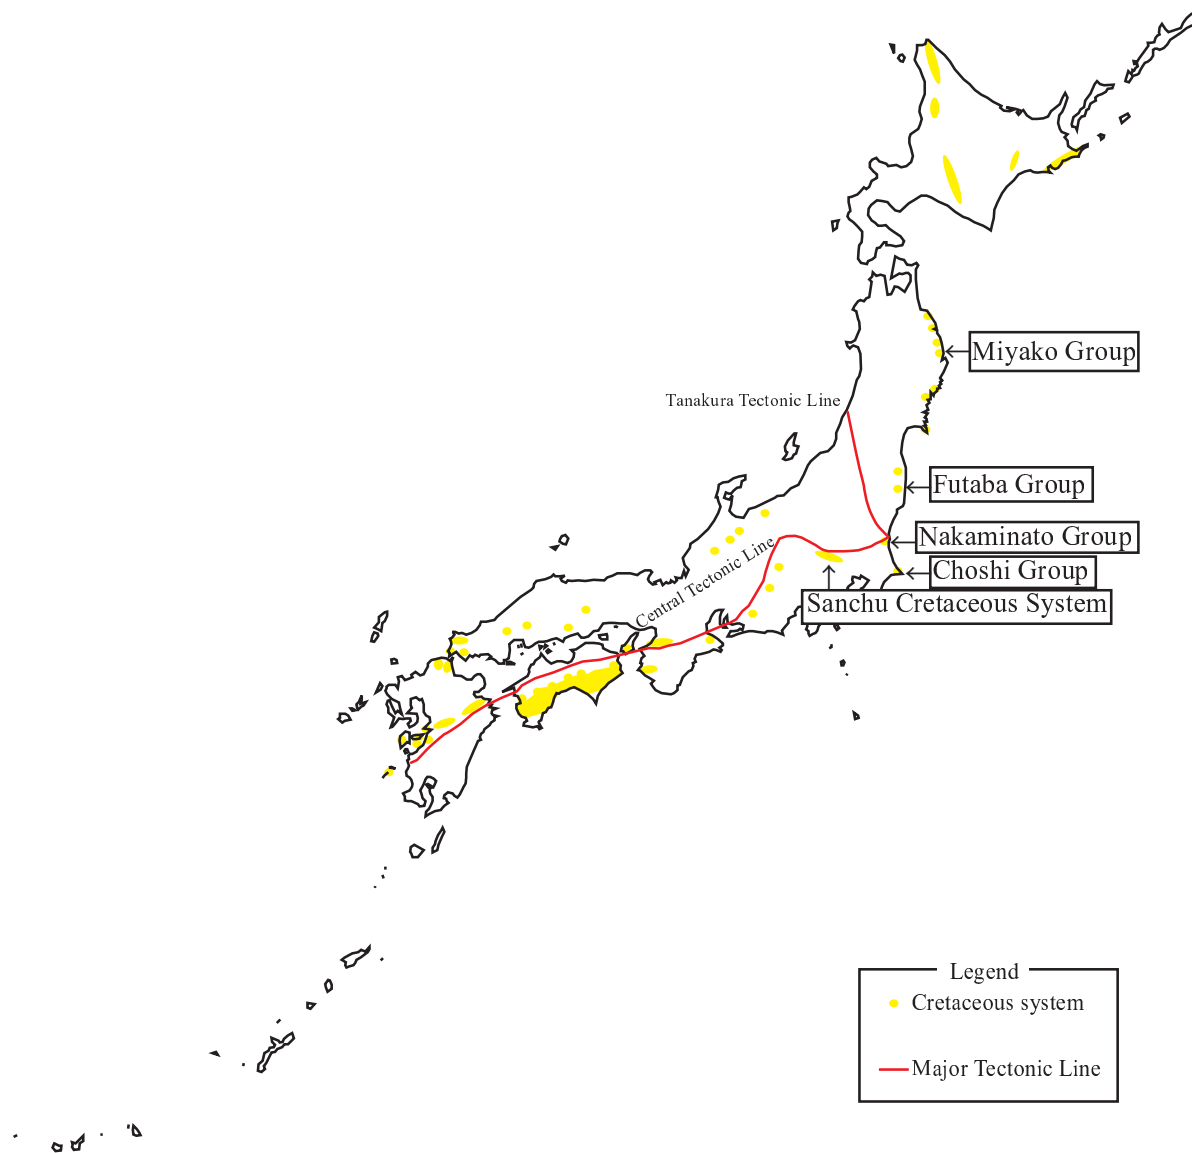 Miyako Group
Tanakura Tectonic Line
Futaba Group
Nakaminato Group
Central Tectonic Line
Choshi Group
Sanchu Cretaceous System
Legend
Cretaceous system
Major Tectonic Line